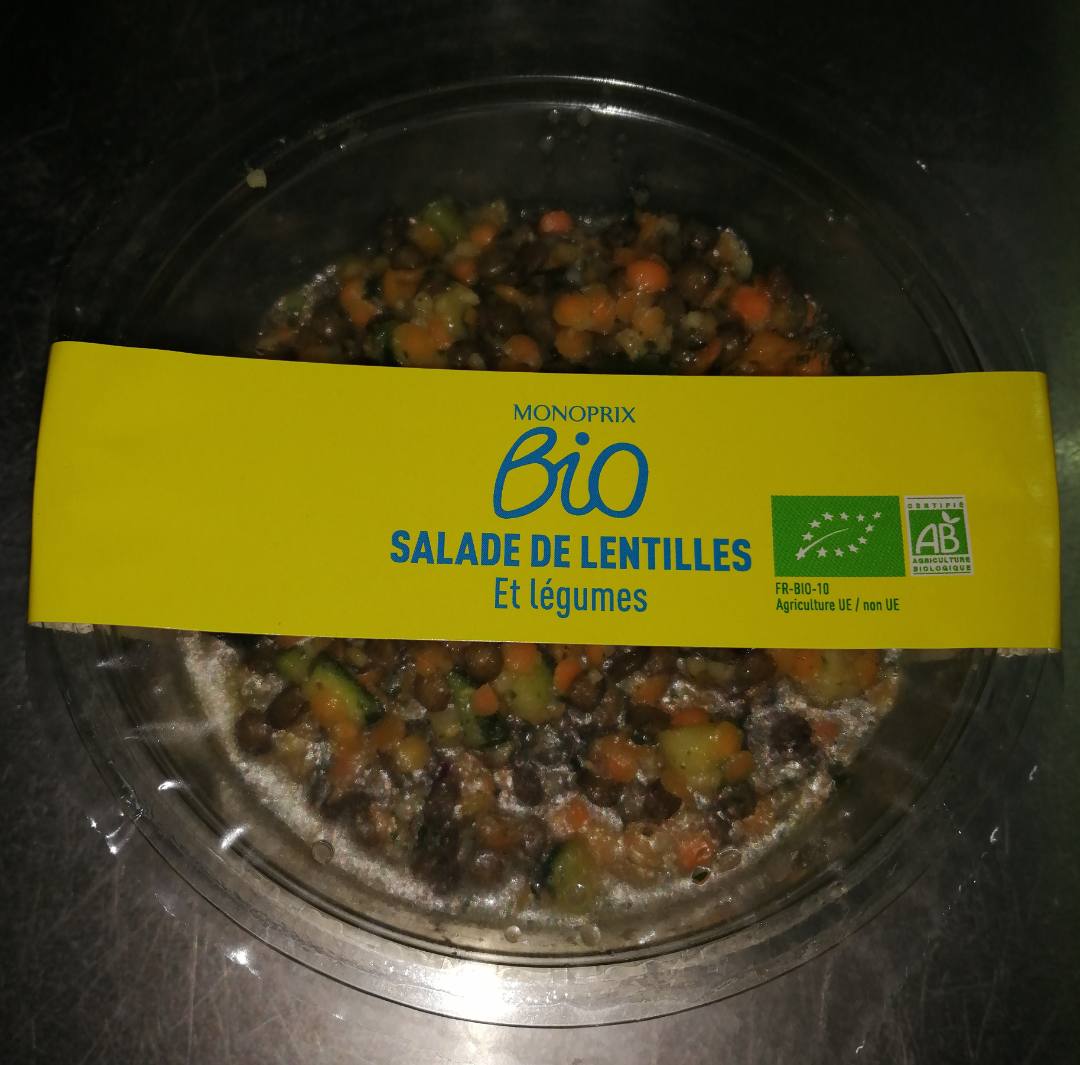 MONOPRIX
Bio
SALADE DE LENTILLES
Et légumes
CERTIFIÉ
AB
AGRICULTURE
BIOLOGIQUE
FR-BIO-10
Agriculture UE / non UE